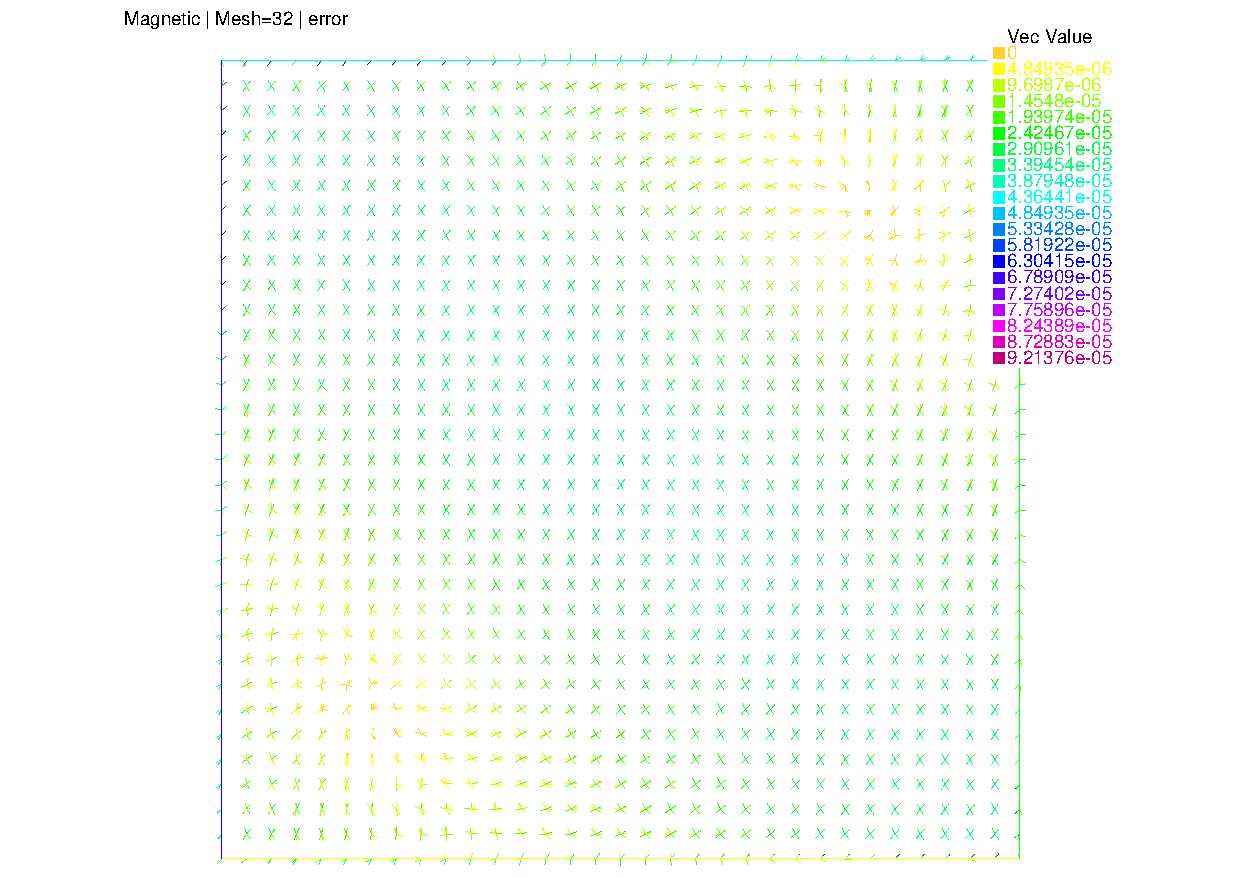 Magnetic | Mesh=32 | error
Vec Value
0
4.84935e-06
9.6987e-06
1.4548e-05
1.93974e-05
2.42467e-05
2.90961e-05
3.39454e-05
3.87948e-05
4.36441e-05
4.84935e-05
5.33428e-05
5.81922e-05
6.30415e-05
6.78909e-05
7.27402e-05
7.75896e-05
8.24389e-05
8.72883e-05
9.21376e-05